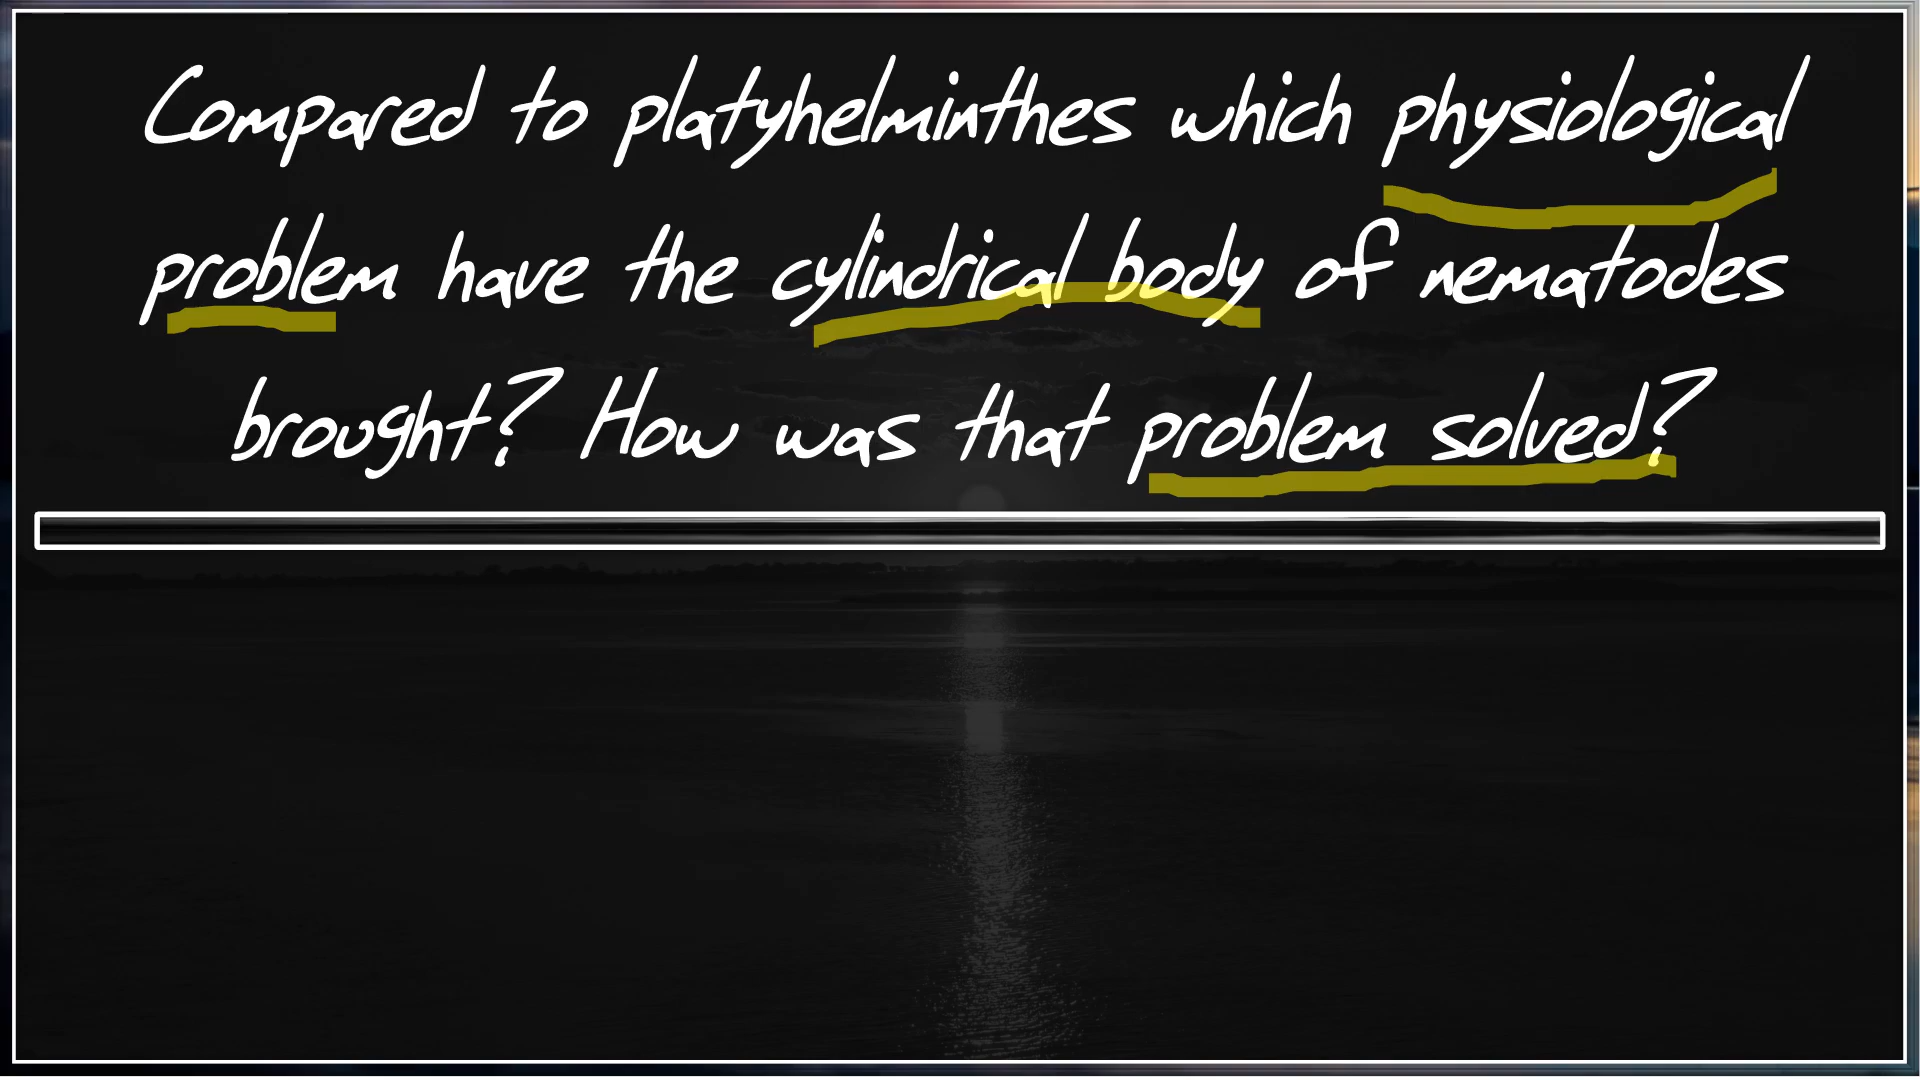 Compared to platyhelminthes which physiological
problem have the cylindrical body of nematodes
brought? How was that problem solved?